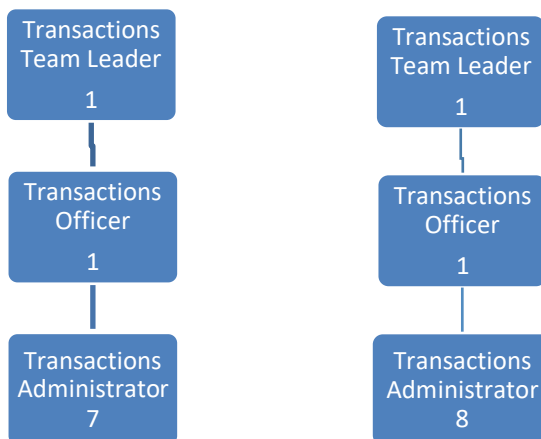 Transactions
Team Leader
1
Transactions
Officer
1
Transactions
Administrator
7
Transactions
Team Leader
1
Transactions
Officer
1
Transactions
Administrator
8